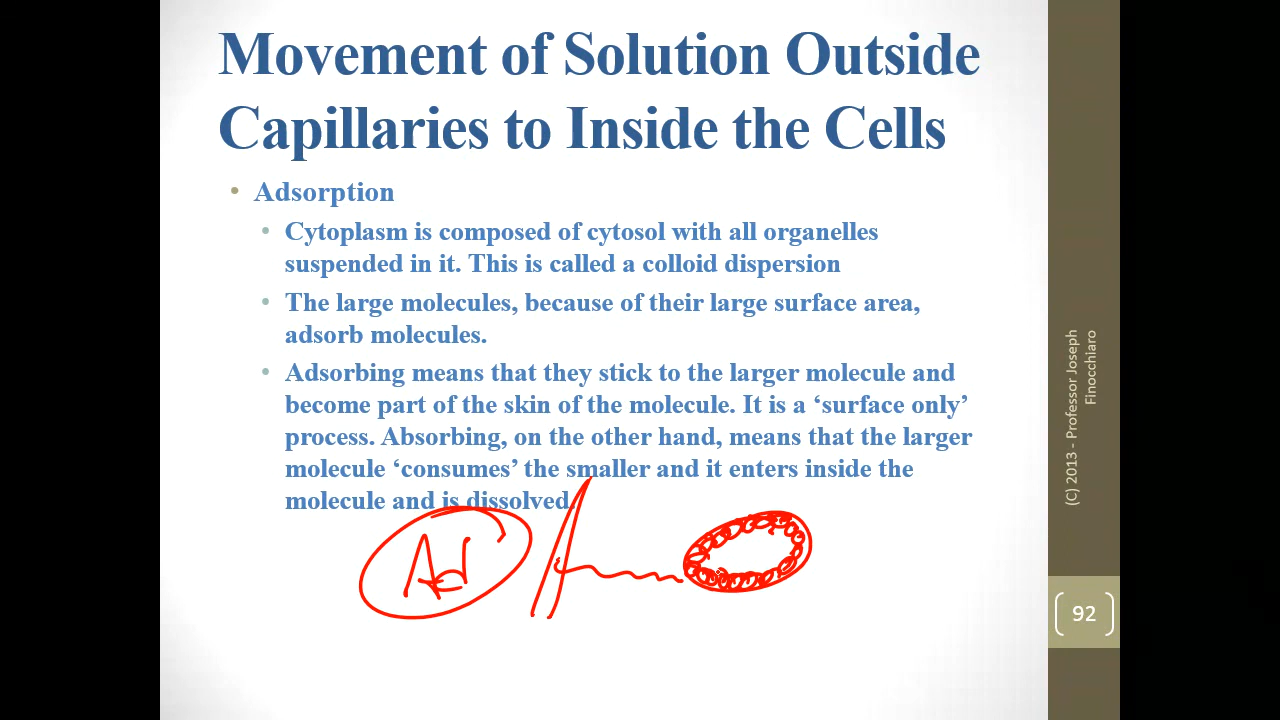 Movement of Solution Outside
Capillaries to Inside the Cells
• Adsorption
• Cytoplasm is composed of cytosol with all organelles
suspended in it. This is called a colloid dispersion
• The large molecules, because of their large surface area,
adsorb molecules.
• Adsorbing means that they stick to the larger molecule and
become part of the skin of the molecule. It is a ‘surface only’
process. Absorbing, on the other hand, means that the larger
molecule ‘consumes’ the smaller and it enters inside the
molecule and is dissolved.
Ad
(C) 2013 - Professor Joseph
Finocchiaro
92